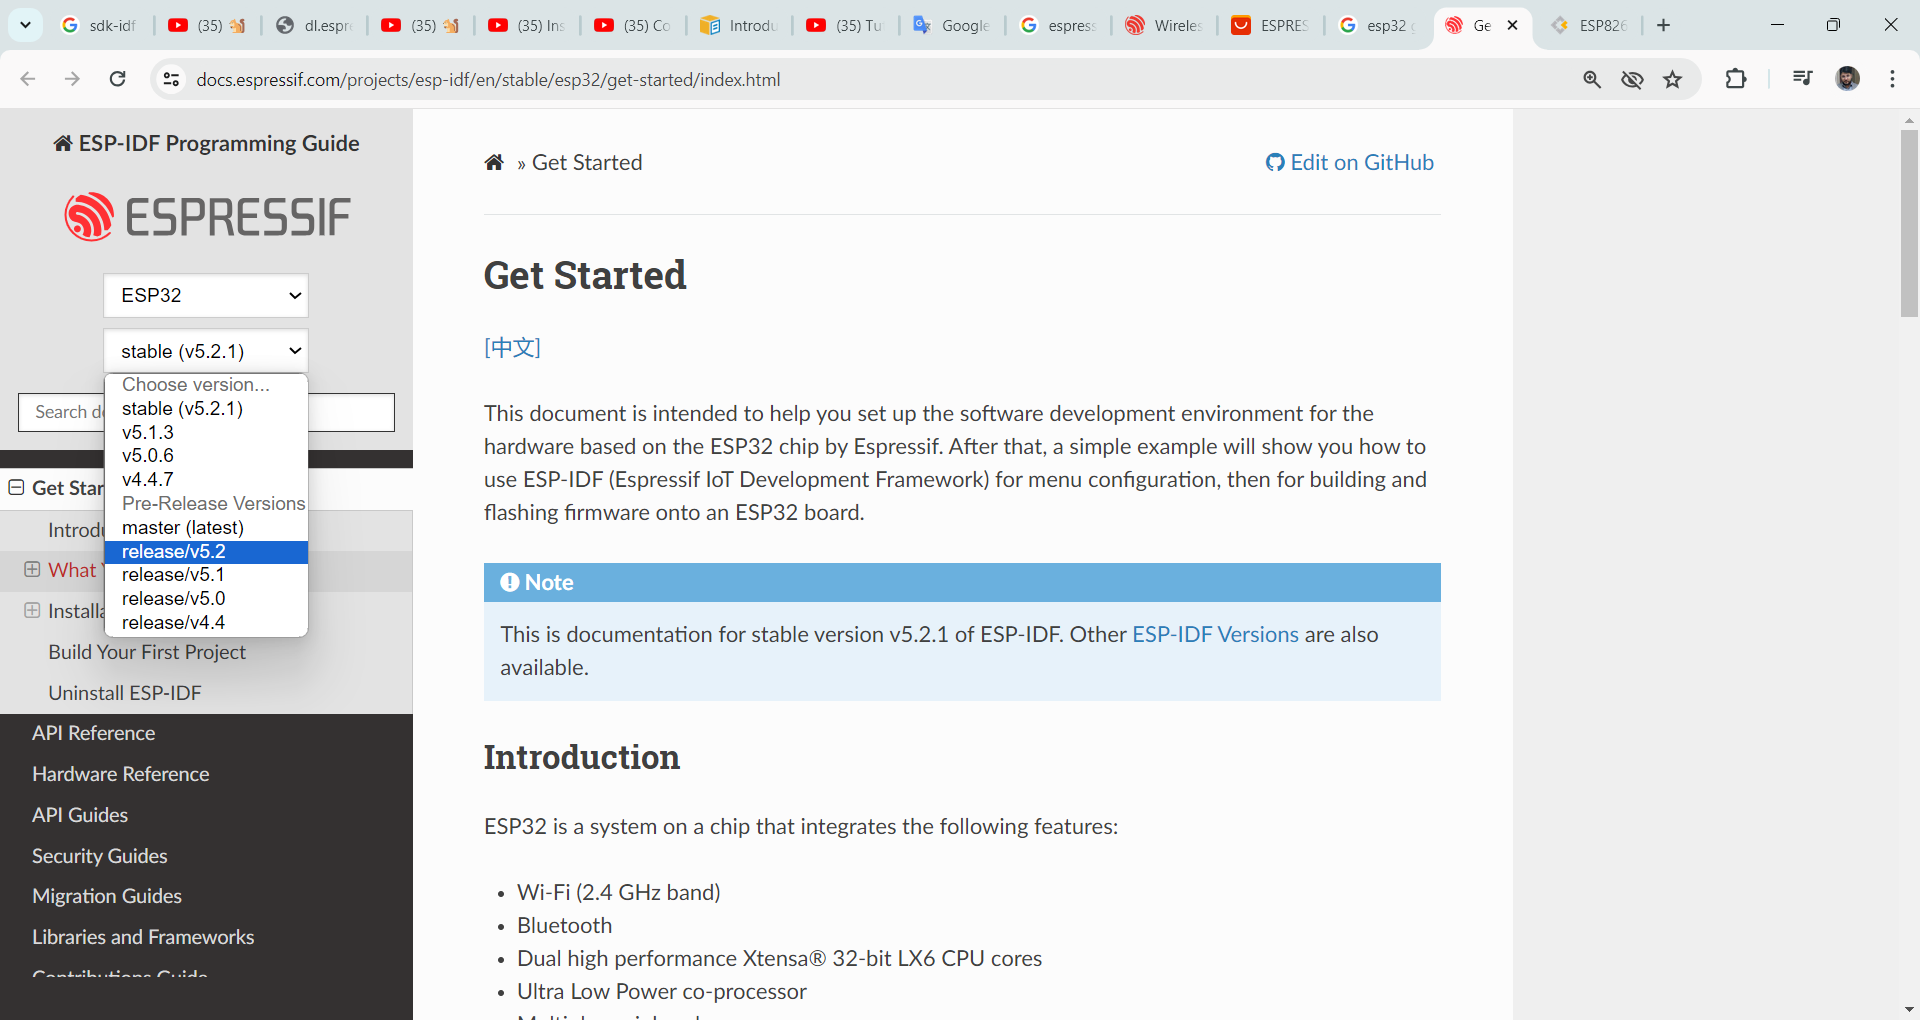 sdk-idf
(35)
dl.espr
(35)
(35) Ins
(35) Co
Introdu
(35) Tu
Google
espress
Wireles
ESPRES
esp32 g
Ge
ESP826
docs.espressif.com/projects/esp-idf/en/stable/esp32/get-started/index.html
ESP-IDF Programming Guide
ESPRESSIF
ESP32
stable (v5.2.1)
Choose version...
stable (v5.2.1)
v5.1.3
v5.0.6
v4.4.7
Pre-Release Versions
master (latest)
release/v5.2
release/v5.1
release/v5.0
release/v4.4
Search do
Get Star
Introdu
What Y
Installa
Build Your First Project
Uninstall ESP-IDF
API Reference
Hardware Reference
API Guides
Security Guides
Migration Guides
Libraries and Frameworks
Contributions Guide
» Get Started
Edit on GitHub
Get Started
[中文]
This document is intended to help you set up the software development environment for the
hardware based on the ESP32 chip by Espressif. After that, a simple example will show you how to
use ESP-IDF (Espressif IoT Development Framework) for menu configuration, then for building and
flashing firmware onto an ESP32 board.
Note
This is documentation for stable version v5.2.1 of ESP-IDF. Other ESP-IDF Versions are also
available.
Introduction
ESP32 is a system on a chip that integrates the following features:
• Wi-Fi (2.4 GHz band)
• Bluetooth
• Dual high performance Xtensa® 32-bit LX6 CPU cores
• Ultra Low Power co-processor